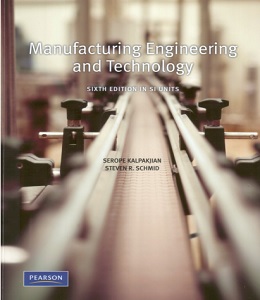 Manufacturing Engineering
and Technology
SIXTH EDITION IN SI UNITS
SEROPE KALPAKJIAN
STEVEN R. SCHMID
PEARSON